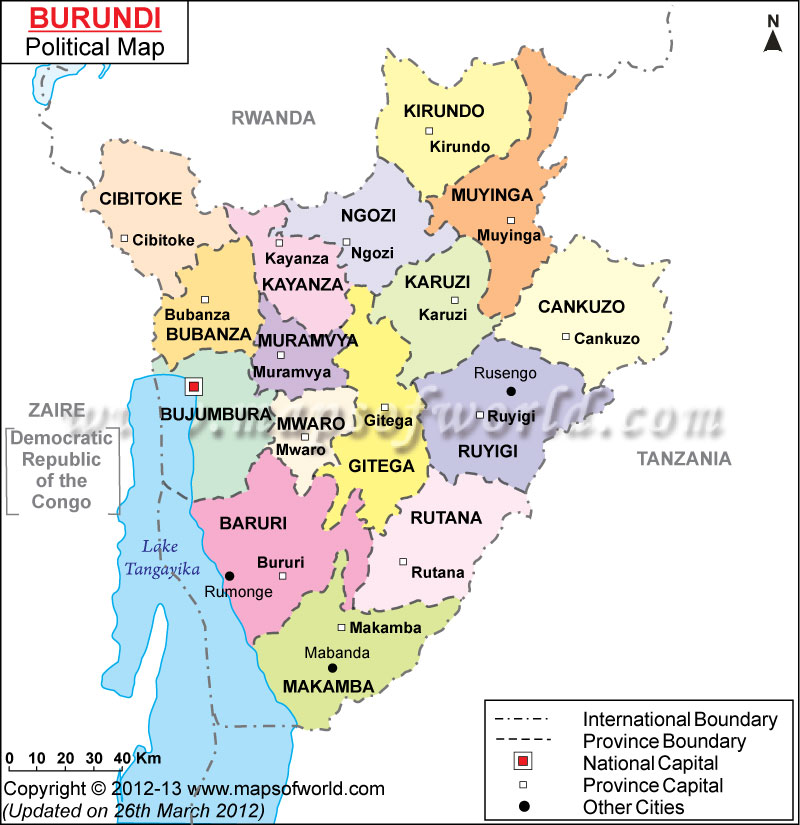 BURUNDI
Political Map
N
RWANDA
KIRUNDO
Kirundo
CIBITOKE
Cibitoke
MUYINGA
Muyinga
NGOZI
Ngozi
Kayanza
KAYANZA
KARUZI
Karuzi
Bubanza
BUBANZA
CANKUZO
Cankuzo
MURAMVYA
Muramvya
Rusengo
Ruyigi
RUYIGI
ZAIRE
Democratic
Republic
of the
Congo
BUJUMBURA
www.mapsofworld.com
MWARO
Mwaro
Gitega
GITEGA
TANZANIA
BARURI
Bururi
Rumonge
RUTANA
Rutana
Lake
Tangayika
Makamba
Mabanda
MAKAMBA
0 10 20 30 40 Km
Copyright © 2012-13 www.mapsofworld.com
(Updated on 26th March 2012)
International Boundary
Province Boundary
National Capital
Province Capital
Other Cities